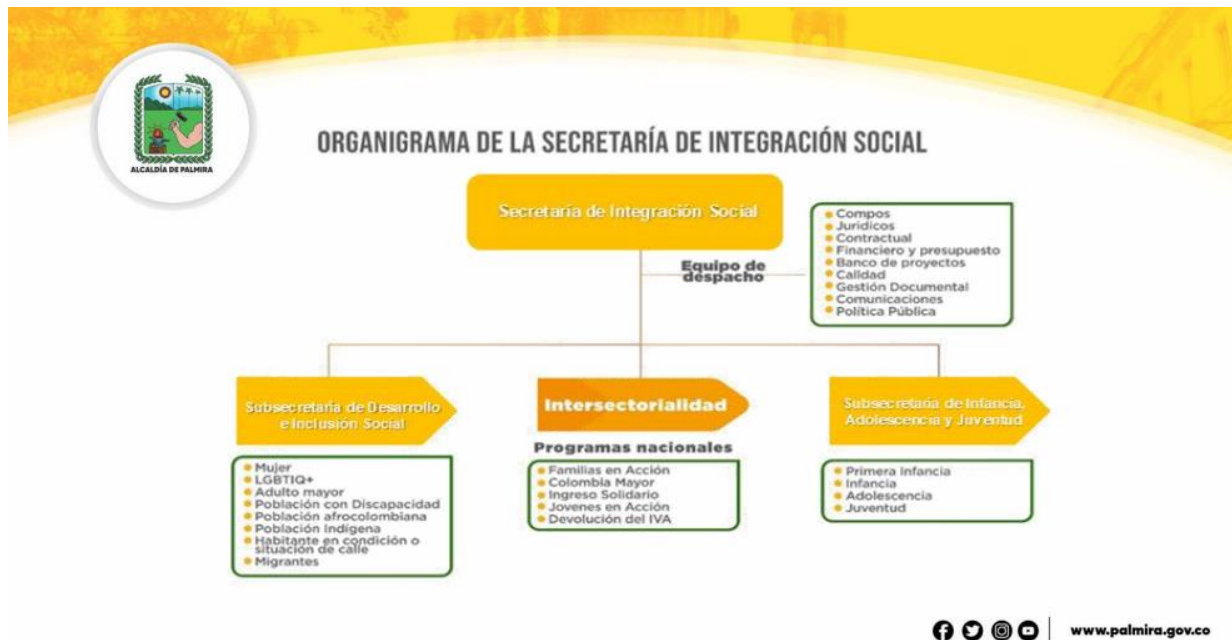 ALCALDÍA DE PALMIRA
ORGANIGRAMA DE LA SECRETARÍA DE INTEGRACIÓN SOCIAL
Secretaría de Integración Social
Equipo de
despacho
Compos
Jurídicos
Contractual
Financiero y presupuesto
Banco de proyectos
Calidad
Gestión Documental
Comunicaciones
Política Pública
Subsecretaría de Desarrollo
e Inclusión Social
Mujer
LGBTIQ+
Adulto mayor
Población con Discapacidad
Población afrocolombiana
Población Indígena
Habitante en condición o
situación de calle
Migrantes
Intersectorialidad
Programas nacionales
Familias en Acción
Colombia Mayor
Ingreso Solidario
Jovenes en Acción
Devolución del IVA
Subsecretaría de Infancia,
Adolescencia y Juventud
Primera Infancia
Infancia
Adolescencia
Juventud
www.palmira.gov.co